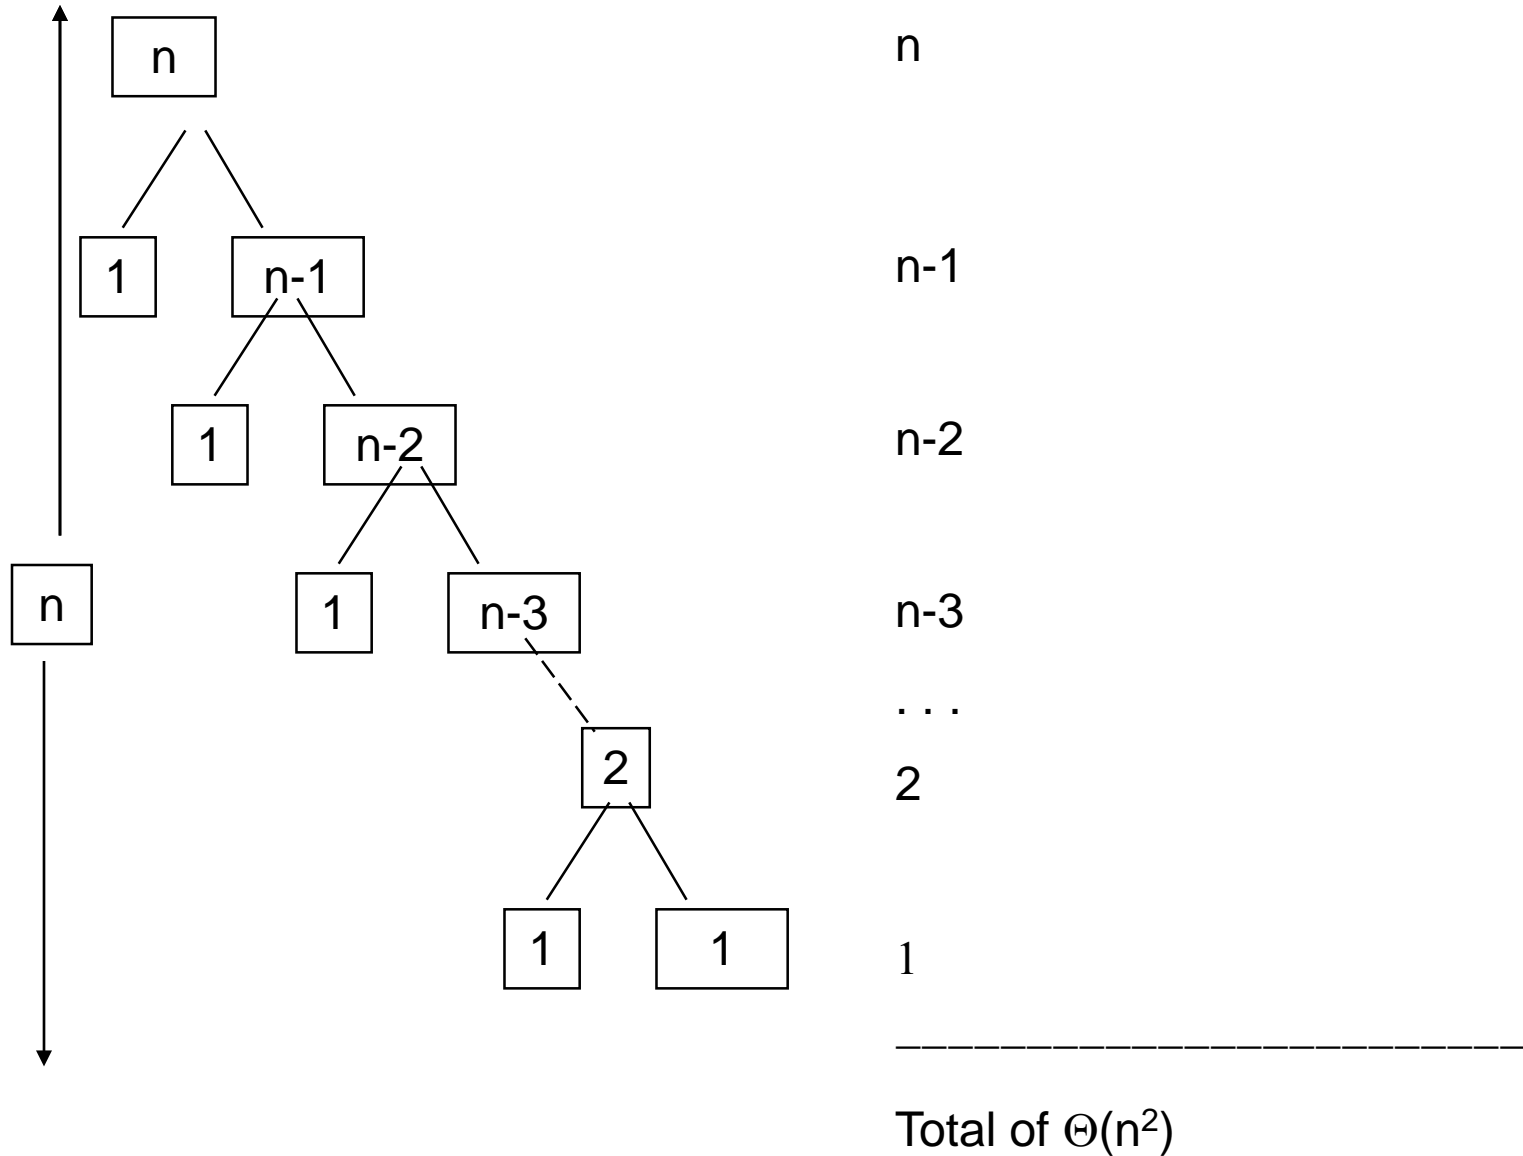 n n
1 n-1 n-1
1 n-2 n-2
n 1 n-3 n-3
. . .
2 2
1 1 1
Total of Θ(n²)